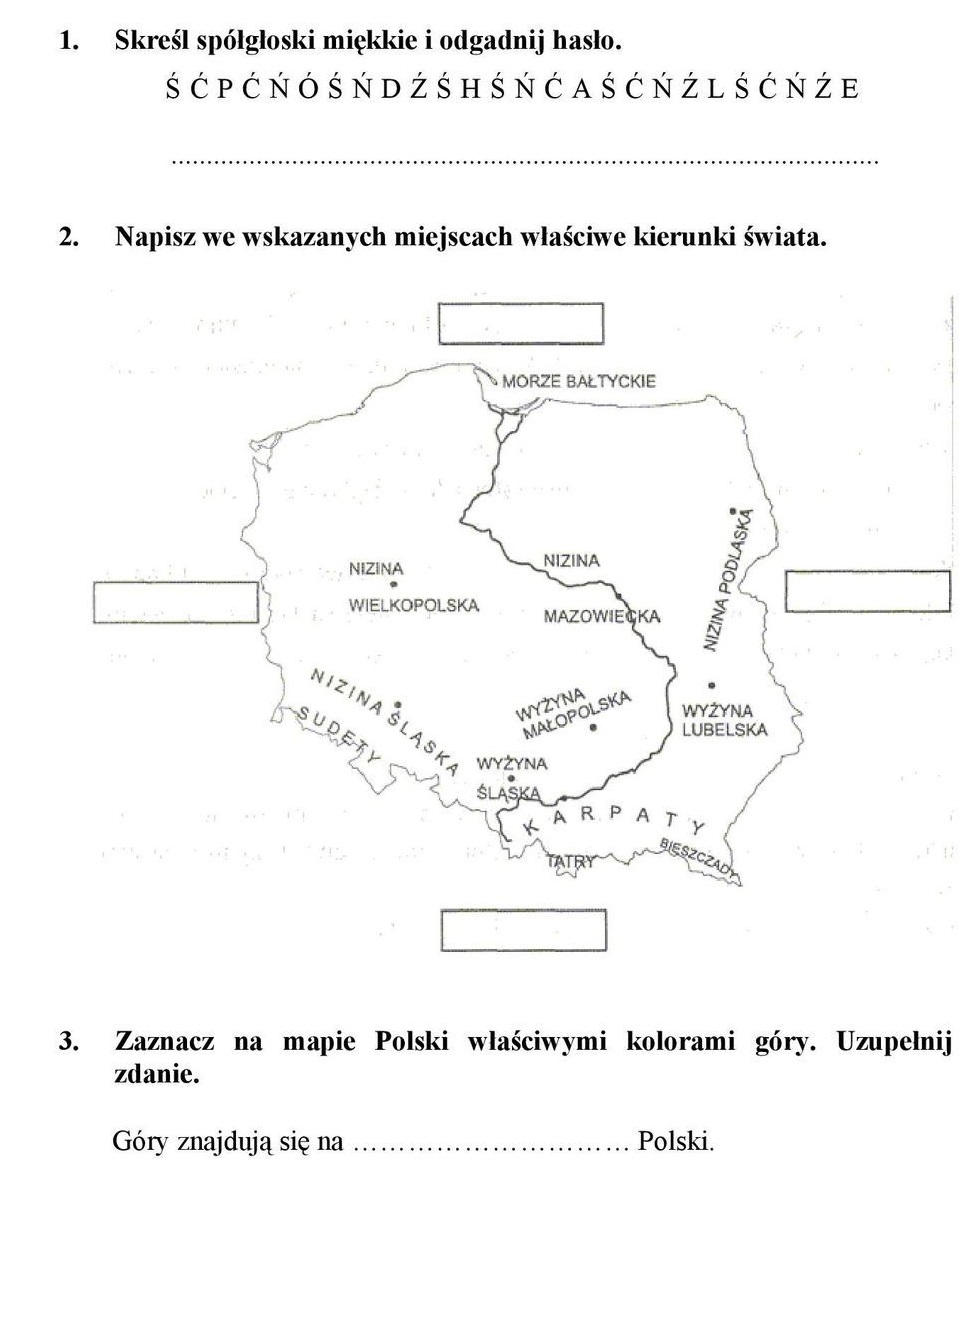 1. Skreśl spółgłoski miękkie i odgadnij hasło.
Ś Ć P Ć Ń Ó Ś Ń D Ź Ś H Ś Ń Ć A Ś Ć Ń Ź L Ś Ć Ń Ź E
................................................................................................
2. Napisz we wskazanych miejscach właściwe kierunki świata.
MORZE BAŁTYCKIE
NIZINA
WIELKOPOLSKA
NIZINA
MAZOWIECKA
NIZINA PODLASKA
NIZINA ŚLĄSKA
SUDETY
WYŻYNA
MAŁOPOLSKA
WYŻYNA
LUBELSKA
WYŻYNA
ŚLĄSKA
KARPATY
TATRY
BIESZCZADY
3. Zaznacz na mapie Polski właściwymi kolorami góry. Uzupełnij
zdanie.
Góry znajdują się na ………………………… Polski.